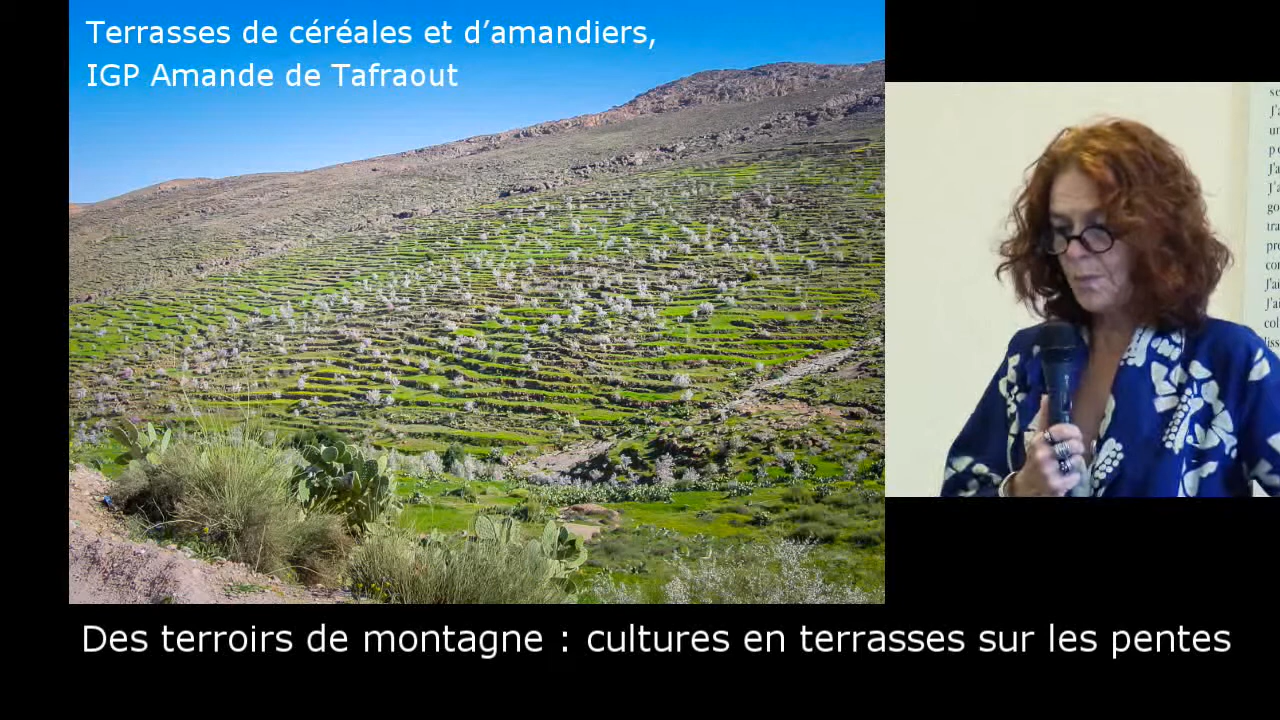 Terrasses de céréales et d’amandiers,
IGP Amande de Tafraout
Des terroirs de montagne : cultures en terrasses sur les pentes